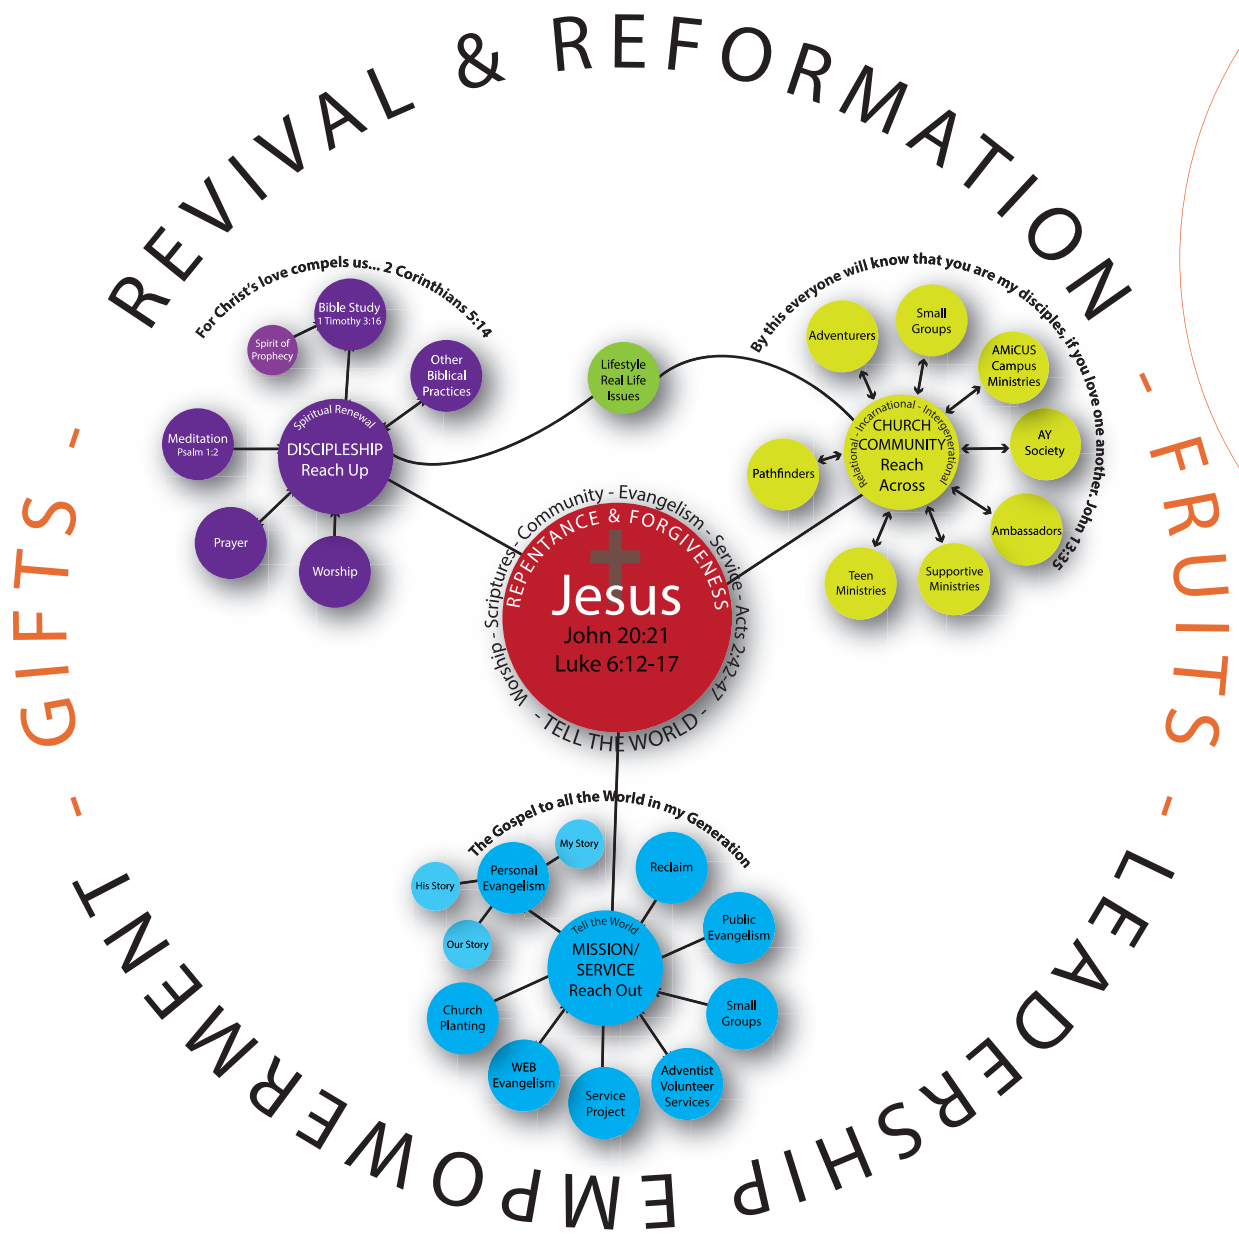 REVIVAL & REFORMATION
- FRUITS -
LEADERSHIP EMPOWERMENT
- GIFTS -
For Christ's love compels us... 2 Corinthians 5:14
Bible Study
1 Timothy 3:16
Spirit of
Prophecy
Other
Biblical
Practices
Meditation
Psalm 1:2
Spiritual Renewal
DISCIPLESHIP
Reach Up
Prayer
Worship
Lifestyle
Real Life
Issues
By this everyone will know that you are my disciples, if you love one another. John 13:35
Adventurers
Small
Groups
AMiCUS
Campus
Ministries
AY
Society
Ambassadors
Supportive
Ministries
Teen
Ministries
Pathfinders
Relational - Incarnational - Intergenerational
CHURCH
COMMUNITY
Reach
Across
Worship - Scriptures - Community - Evangelism - Service - Acts 2:42-47
- TELL THE WORLD -
REPENTANCE & FORGIVENESS
Jesus
John 20:21
Luke 6:12-17
The Gospel to all the World in my Generation
My Story
Personal
Evangelism
His Story
Our Story
Reclaim
Public
Evangelism
Tell the World
MISSION/
SERVICE
Reach Out
Small
Groups
Church
Planting
WEB
Evangelism
Service
Project
Adventist
Volunteer
Services